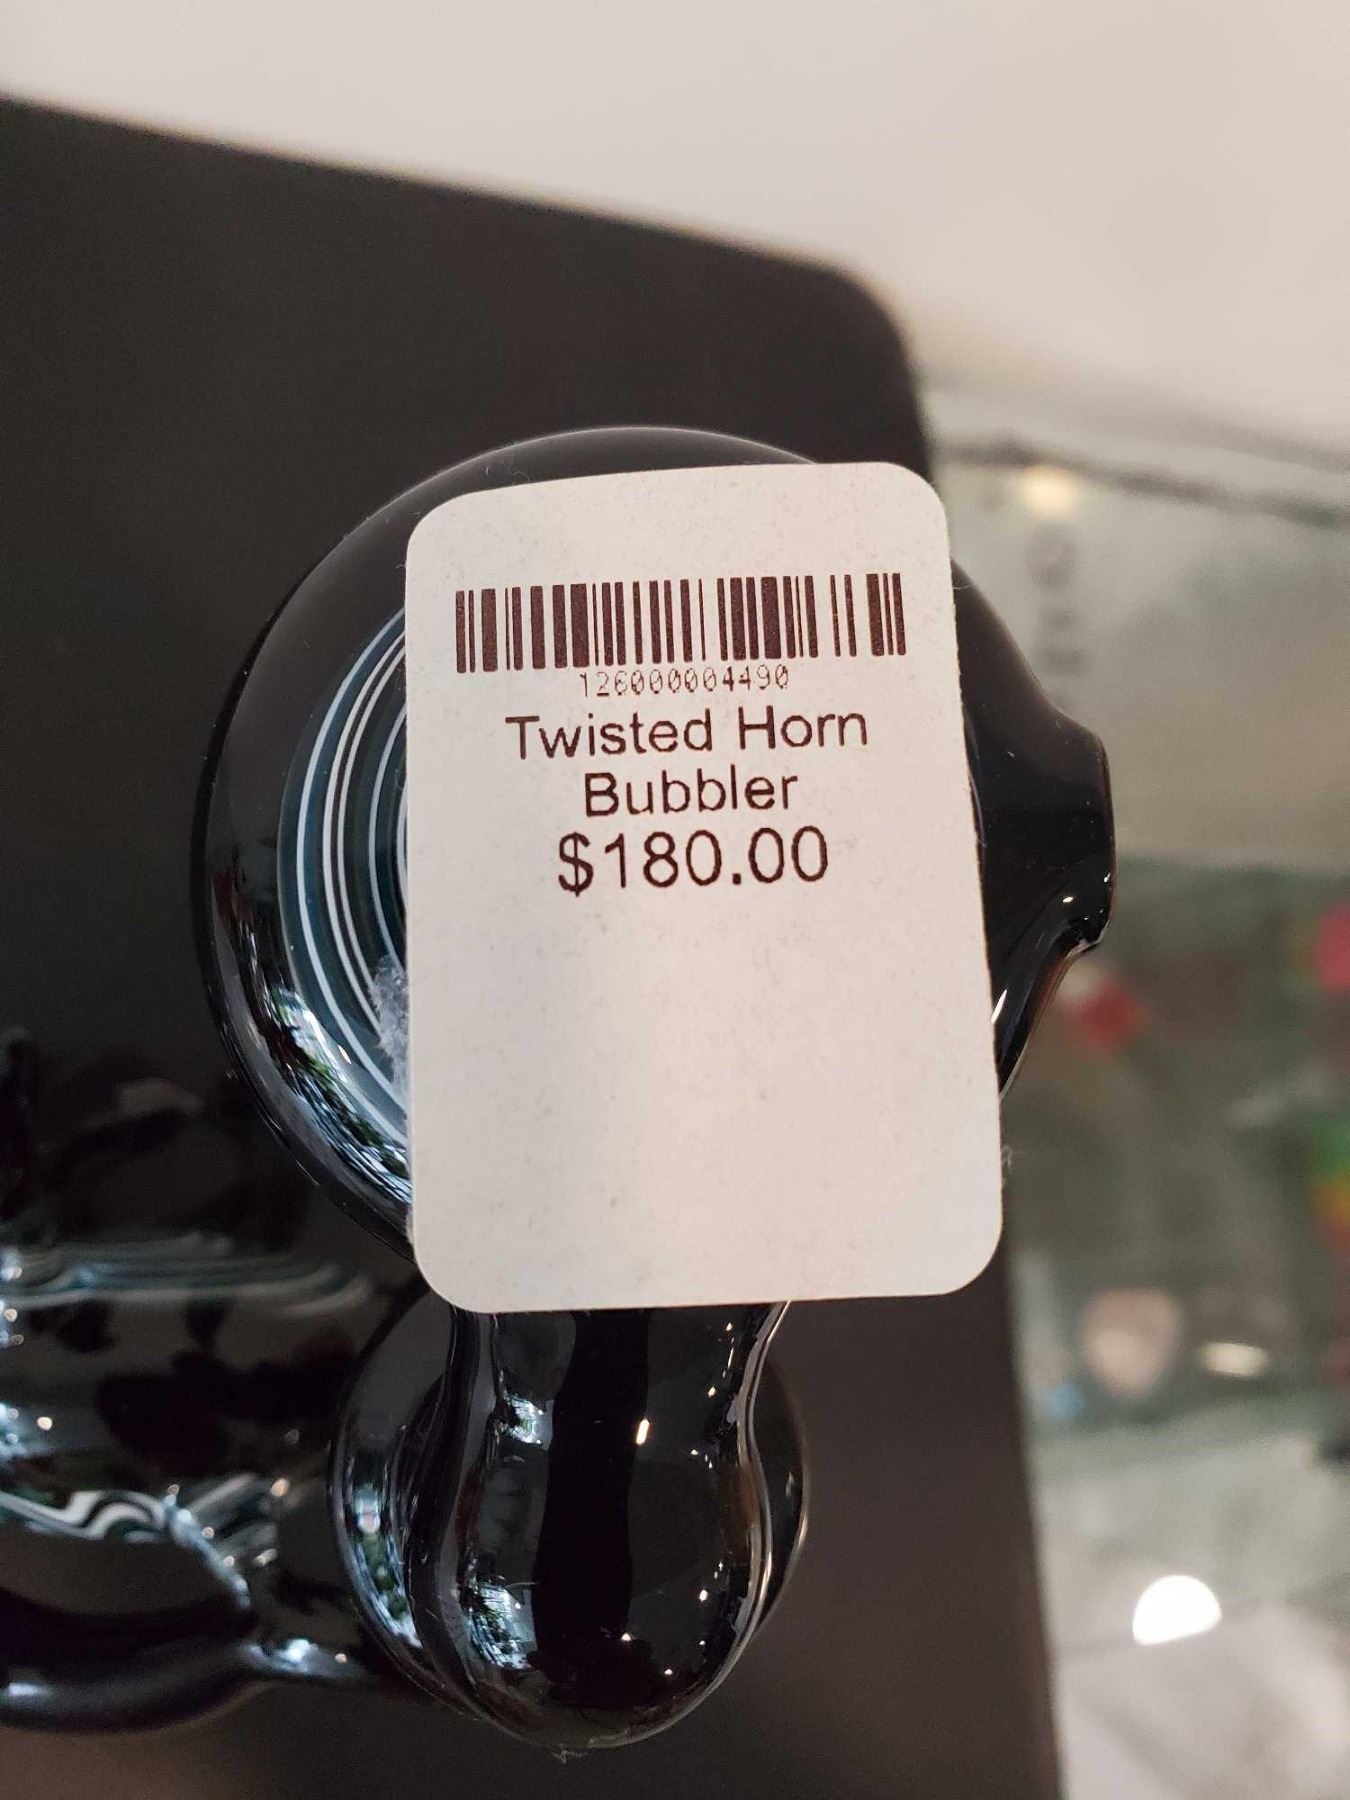 126000004490
Twisted Horn
Bubbler
$180.00